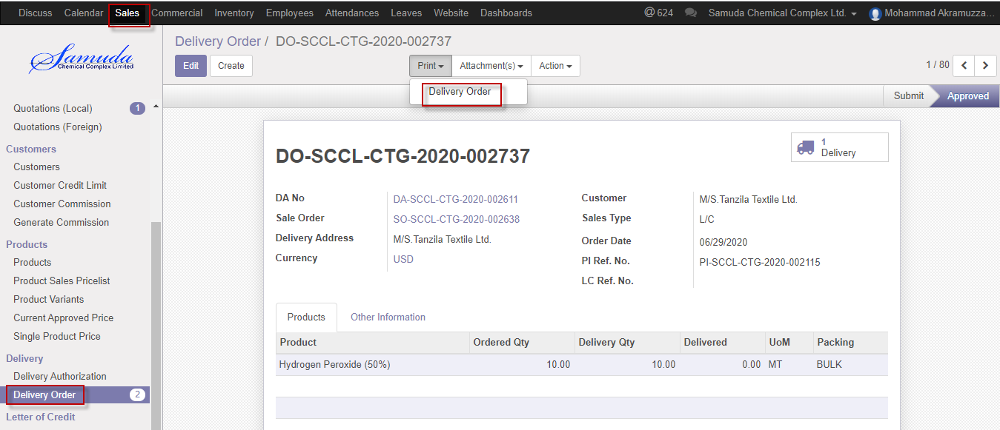 Discuss Calendar Sales Commercial Inventory Employees Attendances Leaves Website Dashboards @ 624 Samuda Chemical Complex Ltd. Mohammad Akramuzza...
Samuda
Chemical Complex Limited
Delivery Order / DO-SCCL-CTG-2020-002737
Edit Create Print Attachment(s) Action 1 / 80
Delivery Order
Submit Approved
Quotations (Local) 1
Quotations (Foreign)
Customers
Customers
Customer Credit Limit
Customer Commission
Generate Commission
Products
Products
Product Sales Pricelist
Product Variants
Current Approved Price
Single Product Price
Delivery
Delivery Authorization
Delivery Order 2
Letter of Credit
1
Delivery
DO-SCCL-CTG-2020-002737
DA No DA-SCCL-CTG-2020-002611
Sale Order SO-SCCL-CTG-2020-002638
Delivery Address M/S.Tanzila Textile Ltd.
Currency USD
Customer M/S.Tanzila Textile Ltd.
Sales Type L/C
Order Date 06/29/2020
PI Ref. No. PI-SCCL-CTG-2020-002115
LC Ref. No.
Products Other Information
Product Ordered Qty Delivery Qty Delivered UoM Packing
Hydrogen Peroxide (50%) 10.00 10.00 0.00 MT BULK